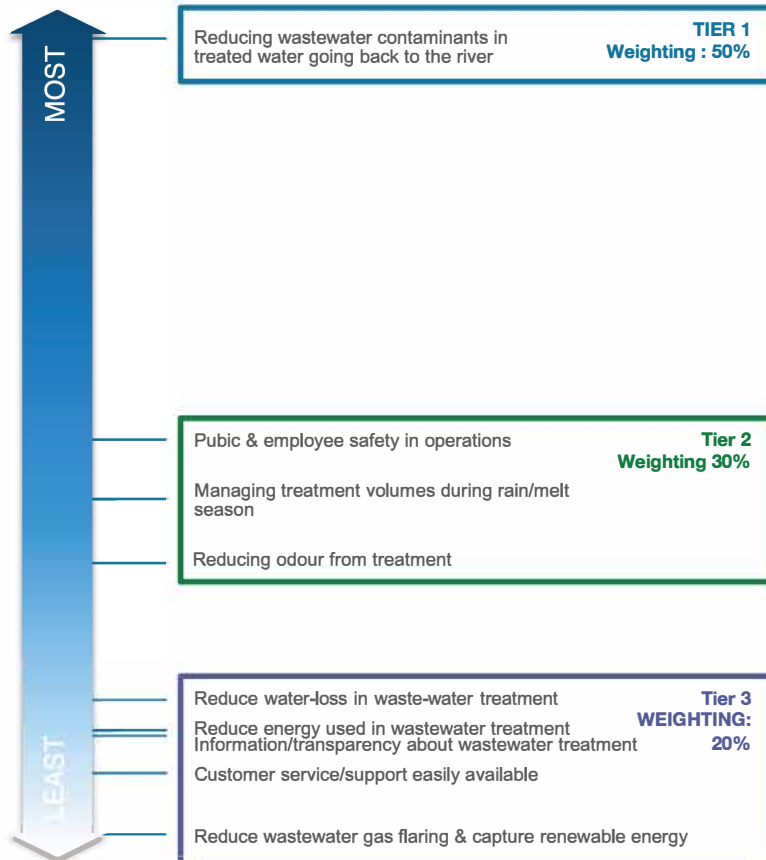 MOST
Reducing wastewater contaminants in
treated water going back to the river
TIER 1
Weighting : 50%
Pubic & employee safety in operations
Tier 2
Weighting 30%
Managing treatment volumes during rain/melt
season
Reducing odour from treatment
Reduce water-loss in waste-water treatment
Tier 3
WEIGHTING:
20%
Reduce energy used in wastewater treatment
Information/transparency about wastewater treatment
Customer service/support easily available
Reduce wastewater gas flaring & capture renewable energy
LEAST